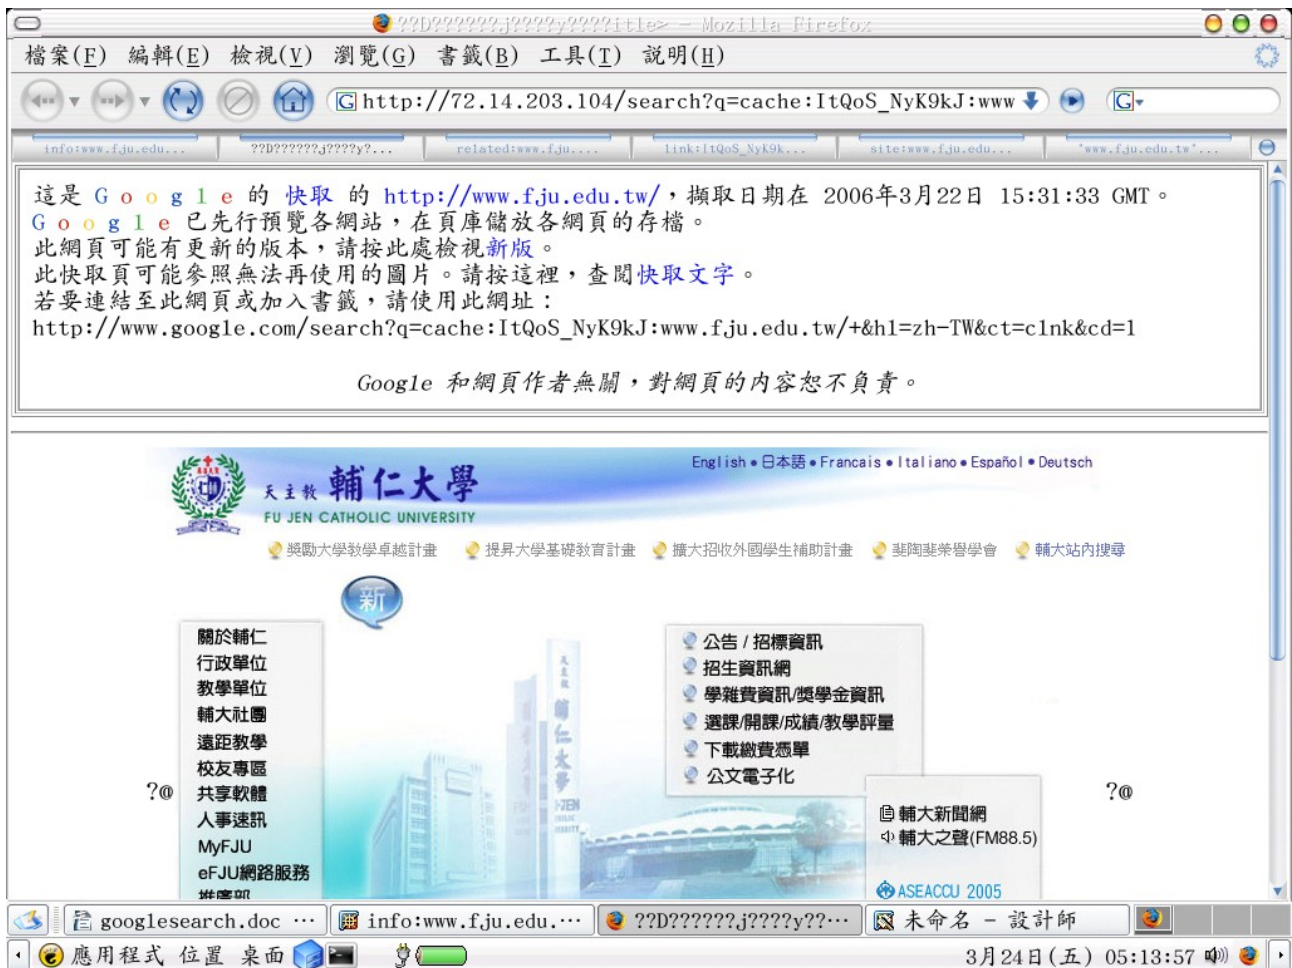 ??D??????.j????y????itle> - Mozilla Firefox
檔案(F) 編輯(E) 檢視(V) 瀏覽(G) 書籤(B) 工具(T) 説明(H)
http://72.14.203.104/search?q=cache:ItQoS_NyK9kJ:www
info:www.fju.edu... ??D??????.j????y?... related:www.fju.... link:ItQoS_NyK9k... site:www.fju.edu... "www.fju.edu.tw"...
這是 Google 的 快取 的 http://www.fju.edu.tw/，擷取日期在 2006年3月22日 15:31:33 GMT。
Google 已先行預覽各網站，在頁庫儲放各網頁的存檔。
此網頁可能有更新的版本，請按此處檢視新版。
此快取頁可能參照無法再使用的圖片。請按這裡，查閱快取文字。
若要連結至此網頁或加入書籤，請使用此網址：
http://www.google.com/search?q=cache:ItQoS_NyK9kJ:www.fju.edu.tw/+&hl=zh-TW&ct=clnk&cd=1
Google 和網頁作者無關，對網頁的内容恕不負責。
English●日本語●Francais●Italiano●Español●Deutsch
天主教 輔仁大學
FU JEN CATHOLIC UNIVERSITY
獎勵大學教學卓越計畫 提昇大學基礎教育計畫 擴大招收外國學生補助計畫 斐陶斐榮譽學會 輔大站內搜尋
新
關於輔仁
行政單位
教學單位
輔大社團
遠距教學
校友專區
共享軟體
人事速訊
MyFJU
eFJU網路服務
推廣部
天主教 輔仁大學
公告 / 招標資訊
招生資訊網
學雜費資訊/獎學金資訊
選課/開課/成績/教學評量
下載繳費憑單
公文電子化
?@ ?@
輔大新聞網
輔大之聲(FM88.5)
ASEACCU 2005
googlesearch.doc ... info:www.fju.edu.... ??D??????.j????y??... 未命名 - 設計師
應用程式 位置 桌面 3月24日(五) 05:13:57